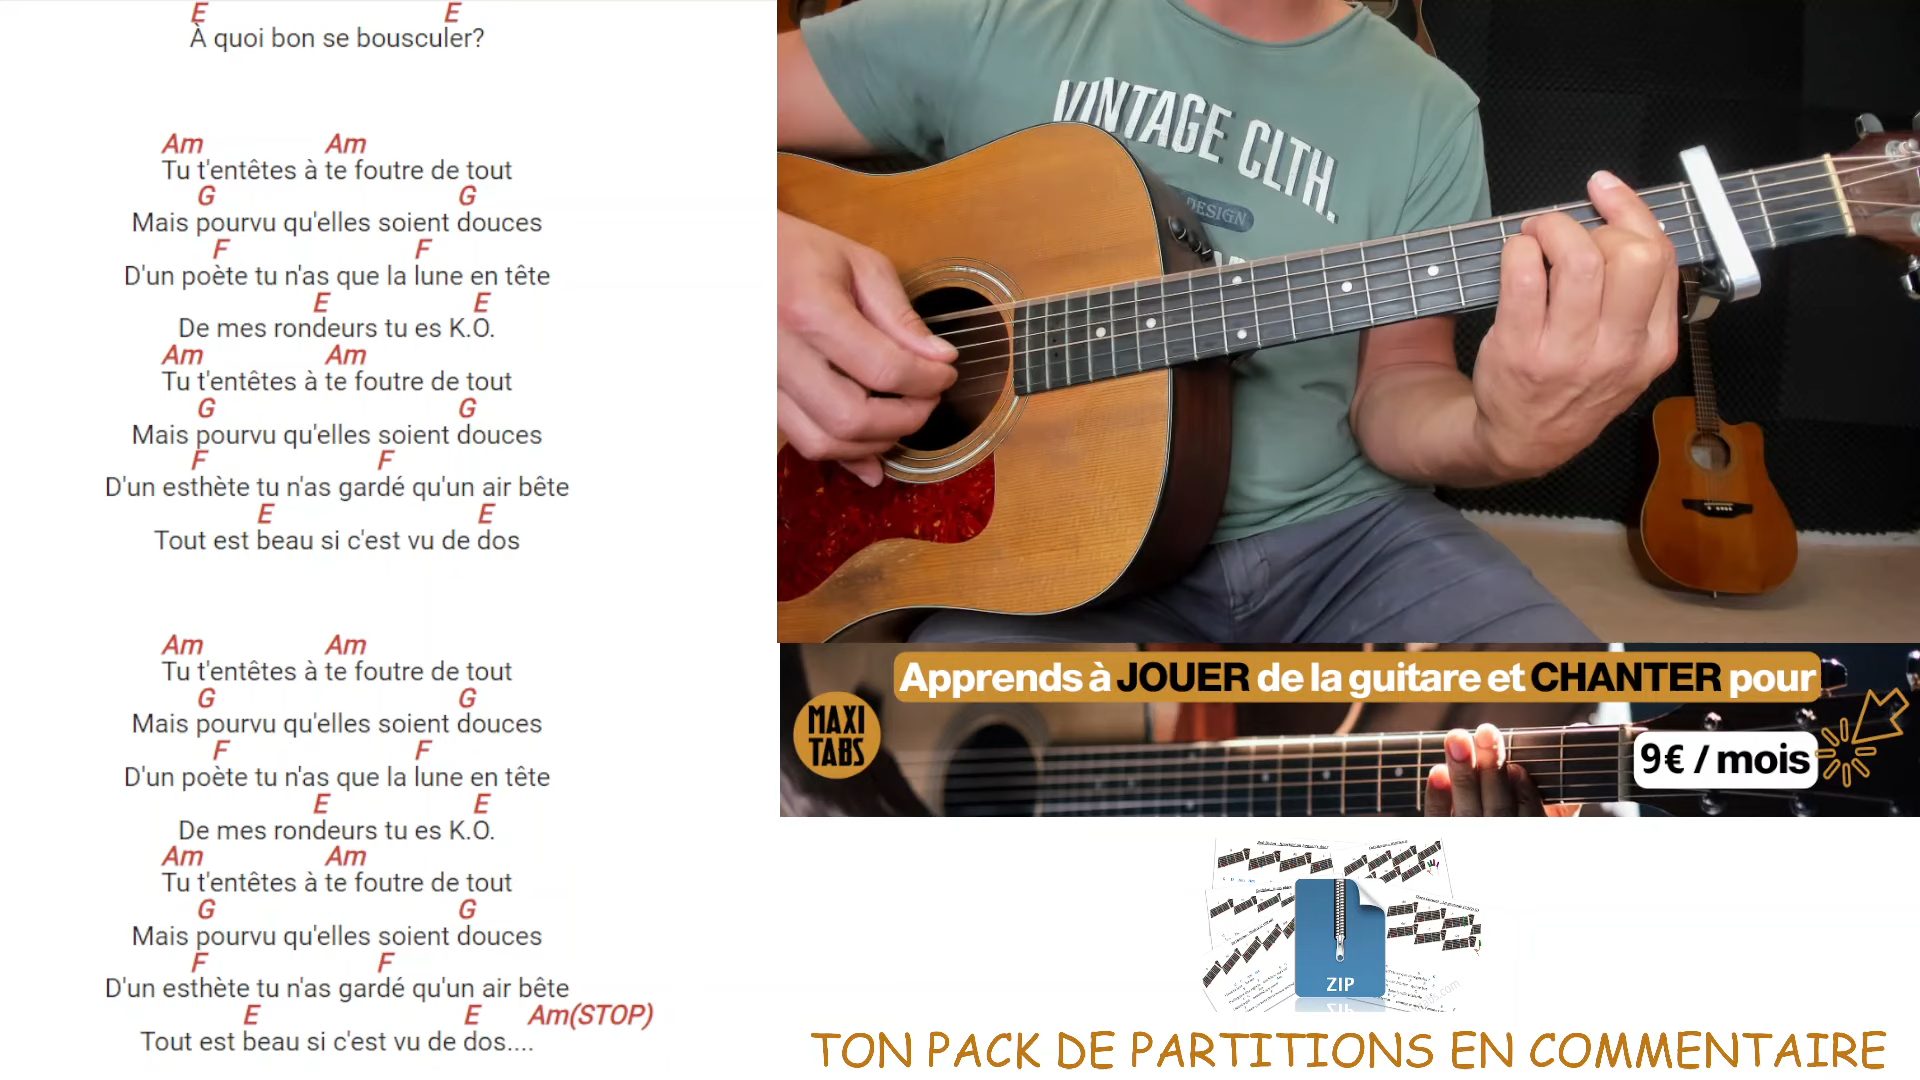 E E
À quoi bon se bousculer?
Am Am
Tu t'entêtes à te foutre de tout
G G
Mais pourvu qu'elles soient douces
F F
D'un poète tu n'as que la lune en tête
E E
De mes rondeurs tu es K.O.
Am Am
Tu t'entêtes à te foutre de tout
G G
Mais pourvu qu'elles soient douces
F F
D'un esthète tu n'as gardé qu'un air bête
E E
Tout est beau si c'est vu de dos
Am Am
Tu t'entêtes à te foutre de tout
G G
Mais pourvu qu'elles soient douces
F F
D'un poète tu n'as que la lune en tête
E E
De mes rondeurs tu es K.O.
Am Am
Tu t'entêtes à te foutre de tout
G G
Mais pourvu qu'elles soient douces
F F
D'un esthète tu n'as gardé qu'un air bête
E E Am(STOP)
Tout est beau si c'est vu de dos....
VINTAGE CLTH.
DESIGN
Apprends à JOUER de la guitare et CHANTER pour
MAXI
TABS
9€ / mois
ZIP
TON PACK DE PARTITIONS EN COMMENTAIRE